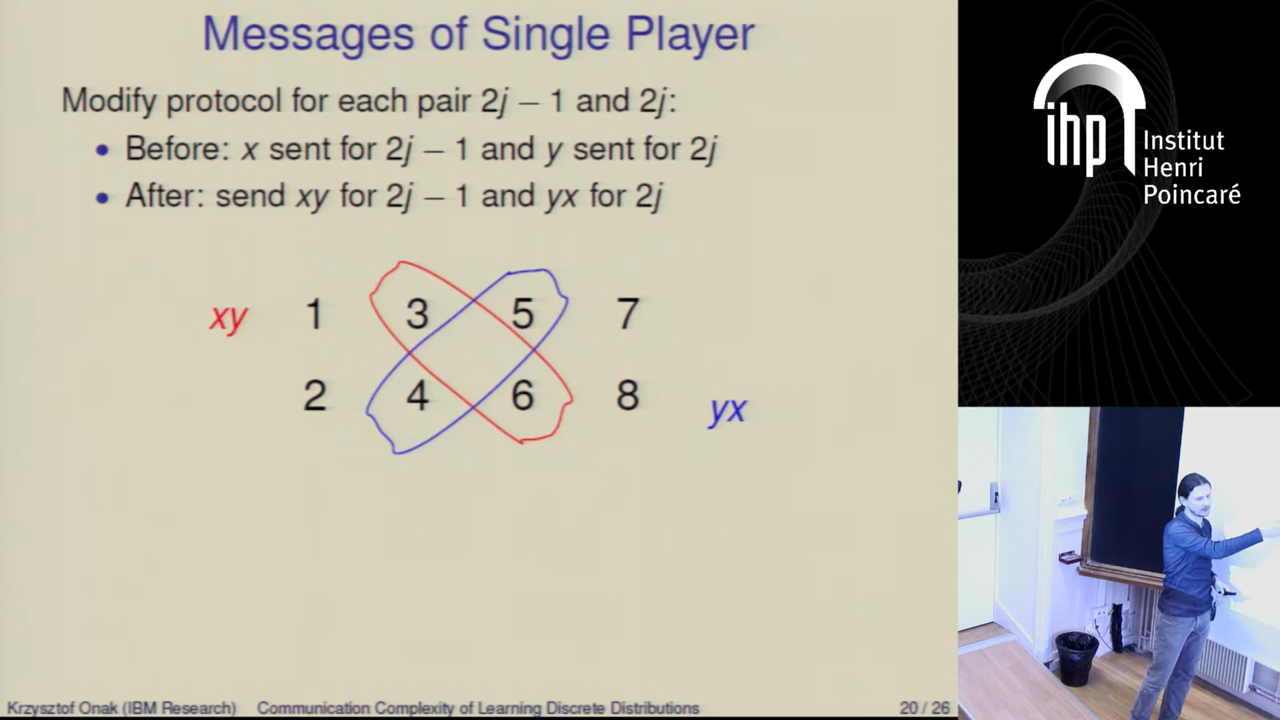 Messages of Single Player
Modify protocol for each pair 2j − 1 and 2j:
• Before: x sent for 2j − 1 and y sent for 2j
• After: send xy for 2j − 1 and yx for 2j
xy 1 3 5 7
2 4 6 8 yx
Krzysztof Onak (IBM Research) Communication Complexity of Learning Discrete Distributions 20 / 26
ihp
Institut
Henri
Poincaré